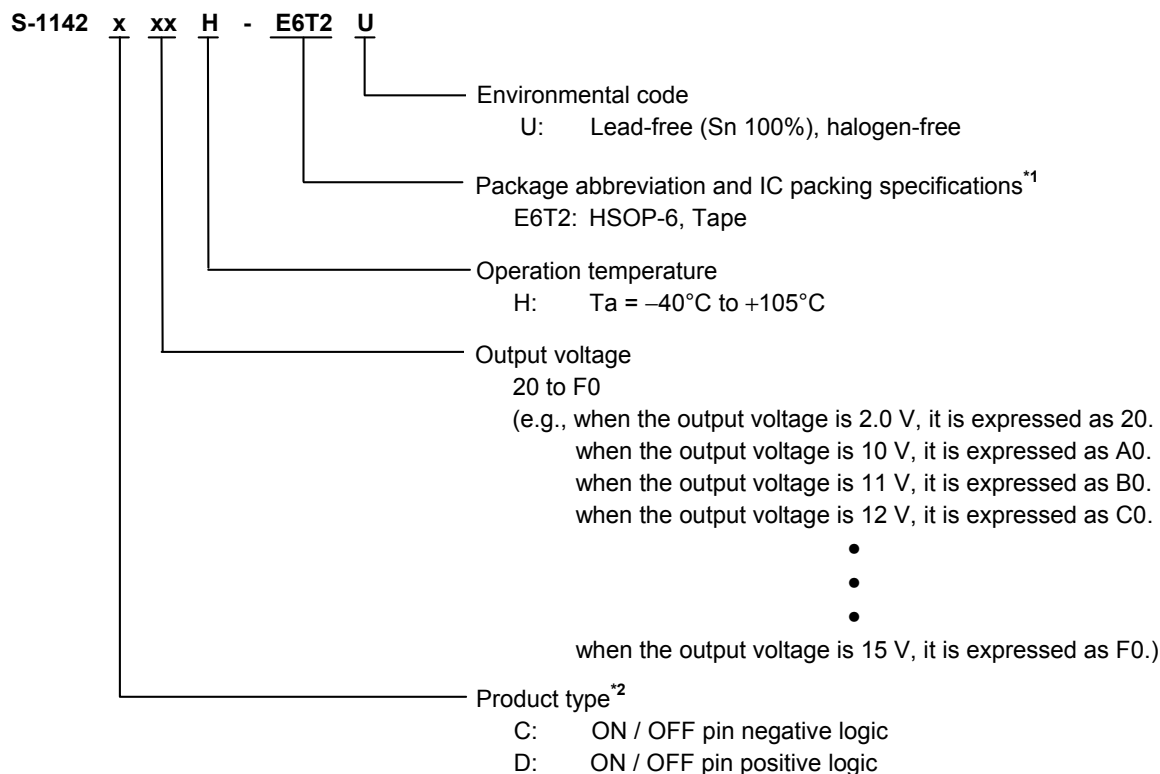 S-1142 x xx H - E6T2 U
Environmental code
U: Lead-free (Sn 100%), halogen-free
Package abbreviation and IC packing specifications*1
E6T2: HSOP-6, Tape
Operation temperature
H: Ta = −40°C to +105°C
Output voltage
20 to F0
(e.g., when the output voltage is 2.0 V, it is expressed as 20.
when the output voltage is 10 V, it is expressed as A0.
when the output voltage is 11 V, it is expressed as B0.
when the output voltage is 12 V, it is expressed as C0.
•
•
•
when the output voltage is 15 V, it is expressed as F0.)
Product type*2
C: ON / OFF pin negative logic
D: ON / OFF pin positive logic